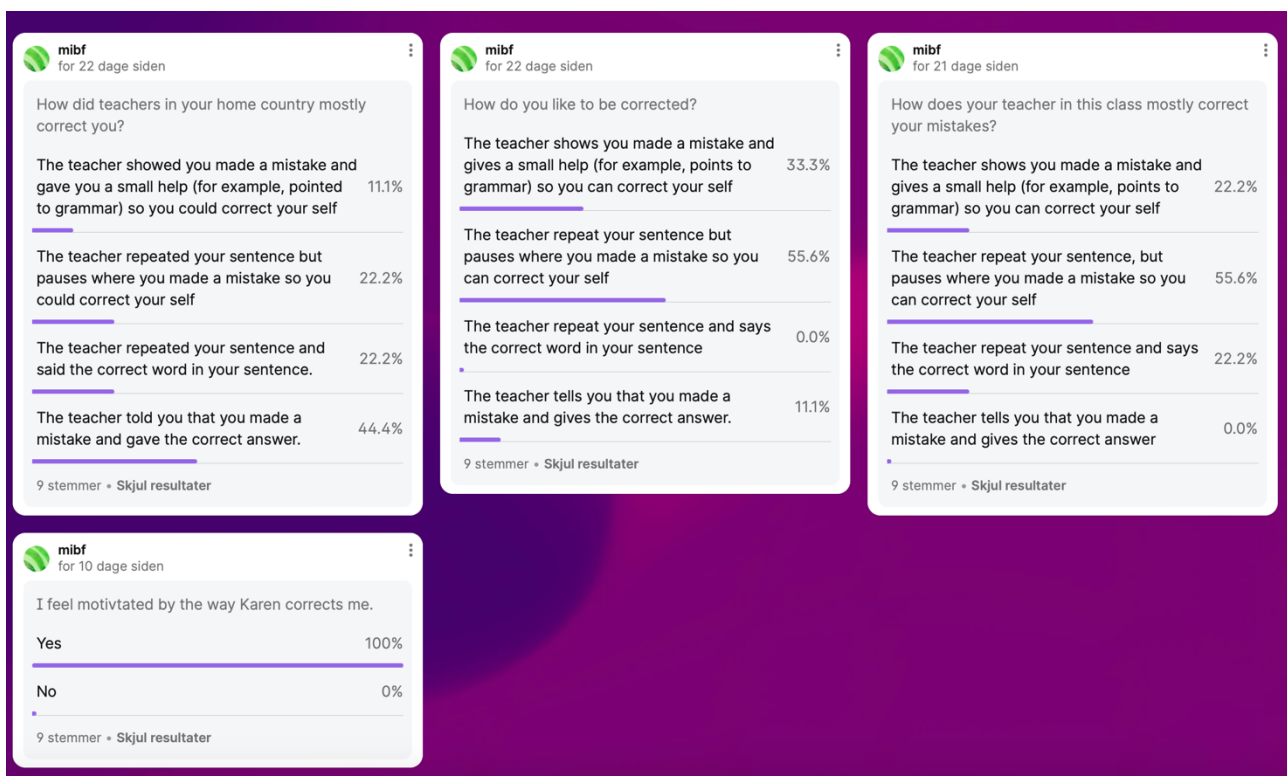 mibf
for 22 dage siden
How did teachers in your home country mostly
correct you?
The teacher showed you made a mistake and
gave you a small help (for example, pointed
to grammar) so you could correct your self
11.1%
The teacher repeated your sentence but
pauses where you made a mistake so you
could correct your self
22.2%
The teacher repeated your sentence and
said the correct word in your sentence.
22.2%
The teacher told you that you made a
mistake and gave the correct answer.
44.4%
9 stemmer • Skjul resultater
mibf
for 22 dage siden
How do you like to be corrected?
The teacher shows you made a mistake and
gives a small help (for example, points to
grammar) so you can correct your self
33.3%
The teacher repeat your sentence but
pauses where you made a mistake so you
can correct your self
55.6%
The teacher repeat your sentence and says
the correct word in your sentence
0.0%
The teacher tells you that you made a
mistake and gives the correct answer.
11.1%
9 stemmer • Skjul resultater
mibf
for 21 dage siden
How does your teacher in this class mostly correct
your mistakes?
The teacher shows you made a mistake and
gives a small help (for example, points to
grammar) so you can correct your self
22.2%
The teacher repeat your sentence, but
pauses where you made a mistake so you
can correct your self
55.6%
The teacher repeat your sentence and says
the correct word in your sentence
22.2%
The teacher tells you that you made a
mistake and gives the correct answer
0.0%
9 stemmer • Skjul resultater
mibf
for 10 dage siden
I feel motivtated by the way Karen corrects me.
Yes
100%
No
0%
9 stemmer • Skjul resultater